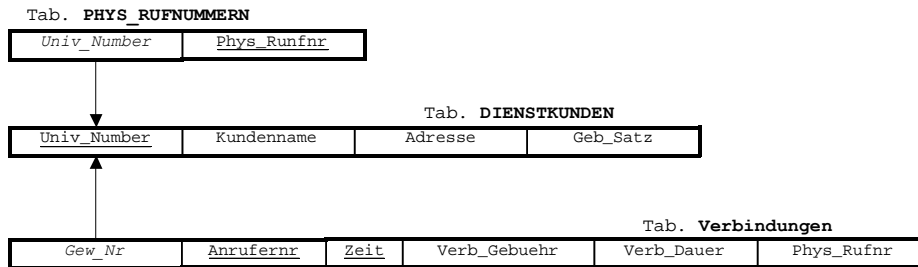 Tab. PHYS_RUFNUMMERN
Univ_Number Phys_Runfnr
Tab. DIENSTKUNDEN
Univ_Number Kundenname Adresse Geb_Satz
Tab. Verbindungen
Gew_Nr Anrufernr Zeit Verb_Gebuehr Verb_Dauer Phys_Rufnr